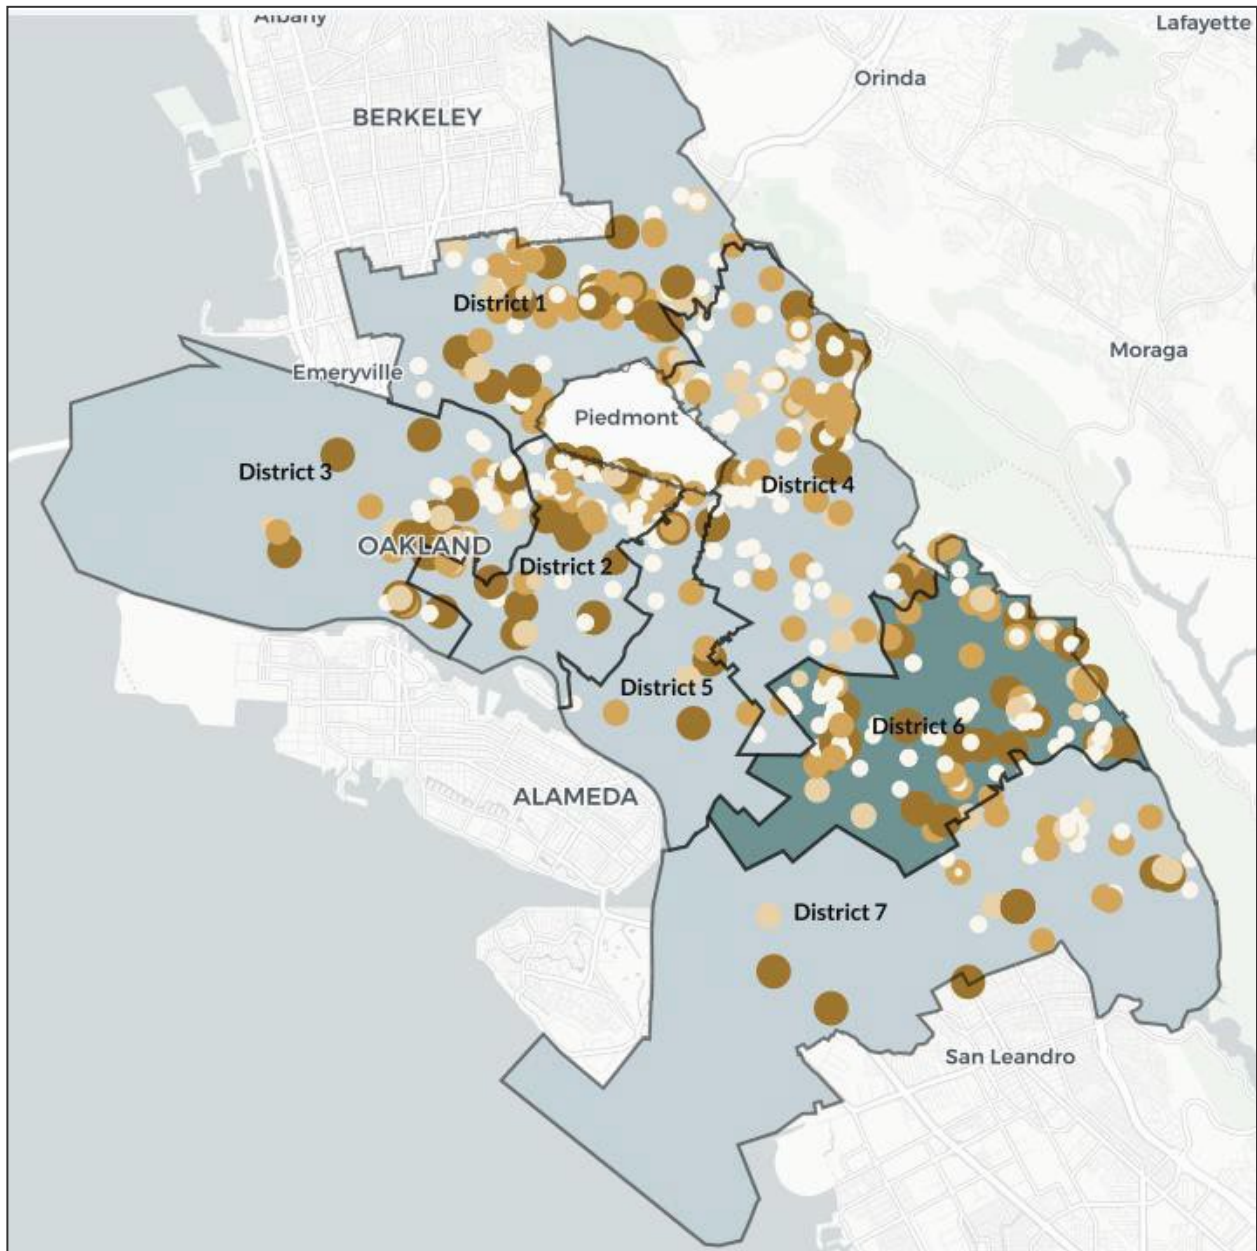 Albany
Lafayette
Orinda
BERKELEY
District 1
Moraga
Emeryville
Piedmont
District 3
District 4
OAKLAND
District 2
District 5
District 6
ALAMEDA
District 7
San Leandro